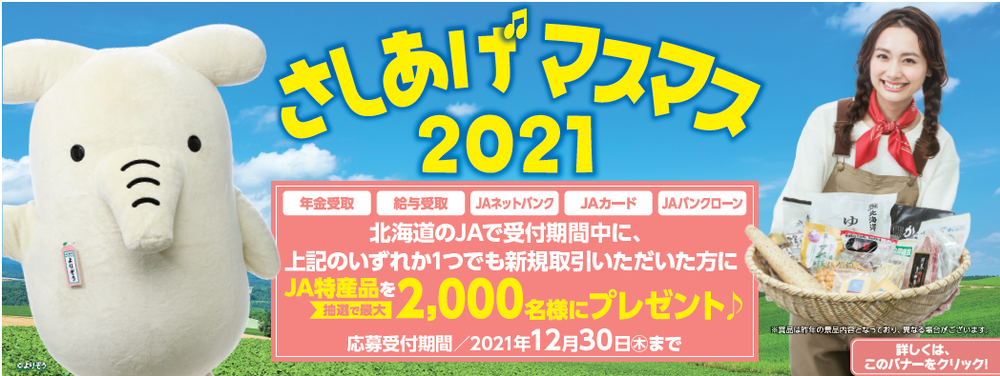 さしあげマスマス♪
2021
年金受取 給与受取 JAネットバンク JAカード JAバンクローン
北海道のJAで受付期間中に、
上記のいずれか1つでも新規取引いただいた方に
JA特産品を
抽選で最大2,000名様にプレゼント♪
応募受付期間／2021年12月30日㊍まで
よりぞう
©よりぞう
北海道
ゆ
※賞品は昨年の景品内容となっており、異なる場合がございます。
詳しくは、
このバナーをクリック!